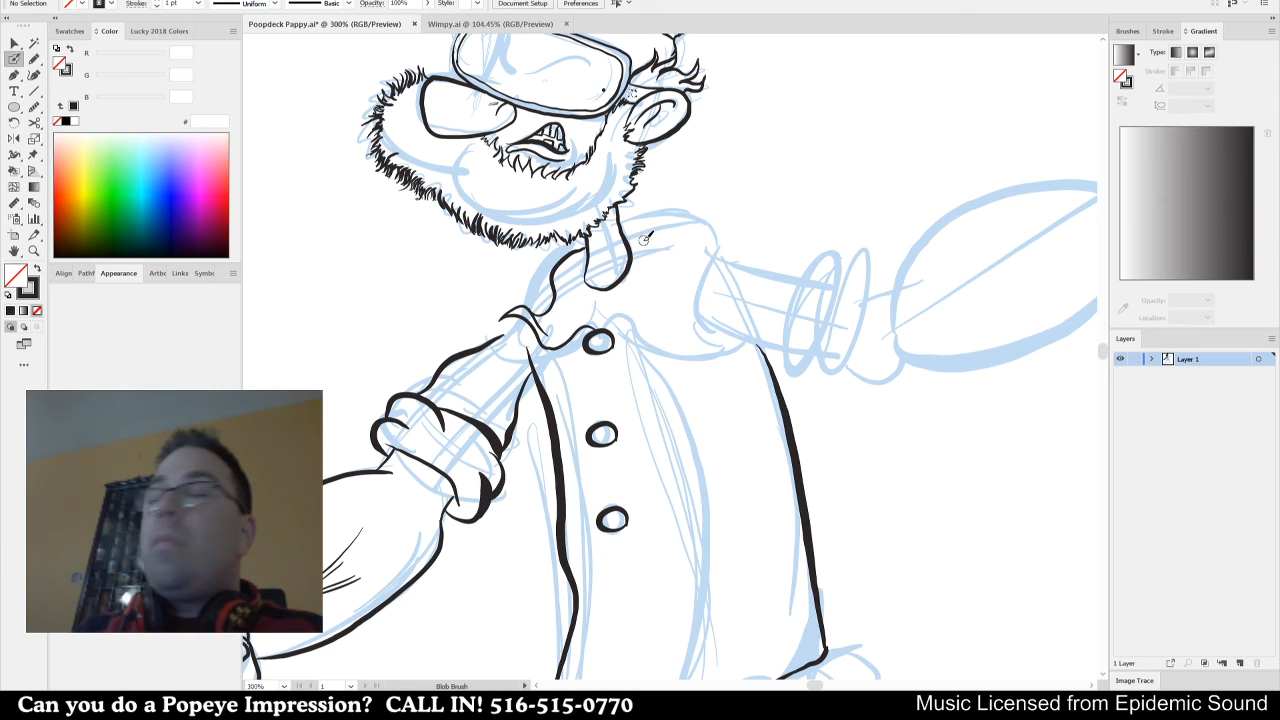 No Selection Stroke: 1 pt Uniform Basic Opacity: 100% Style: Document Setup Preferences
Poopdeck Pappy.ai* @ 300% (RGB/Preview) × Wimpy.ai @ 104.45% (RGB/Preview) ×
Swatches Color Lucky 2018 Colors
R
G
B
#
Align Pathf Appearance Artbc Links Symbc
Brushes Stroke Gradient
Type:
Stroke:
Opacity:
Location:
Layers
Layer 1
1 Layer
Image Trace
300% 1 Blob Brush
Can you do a Popeye Impression? CALL IN! 516-515-0770
Music Licensed from Epidemic Sound